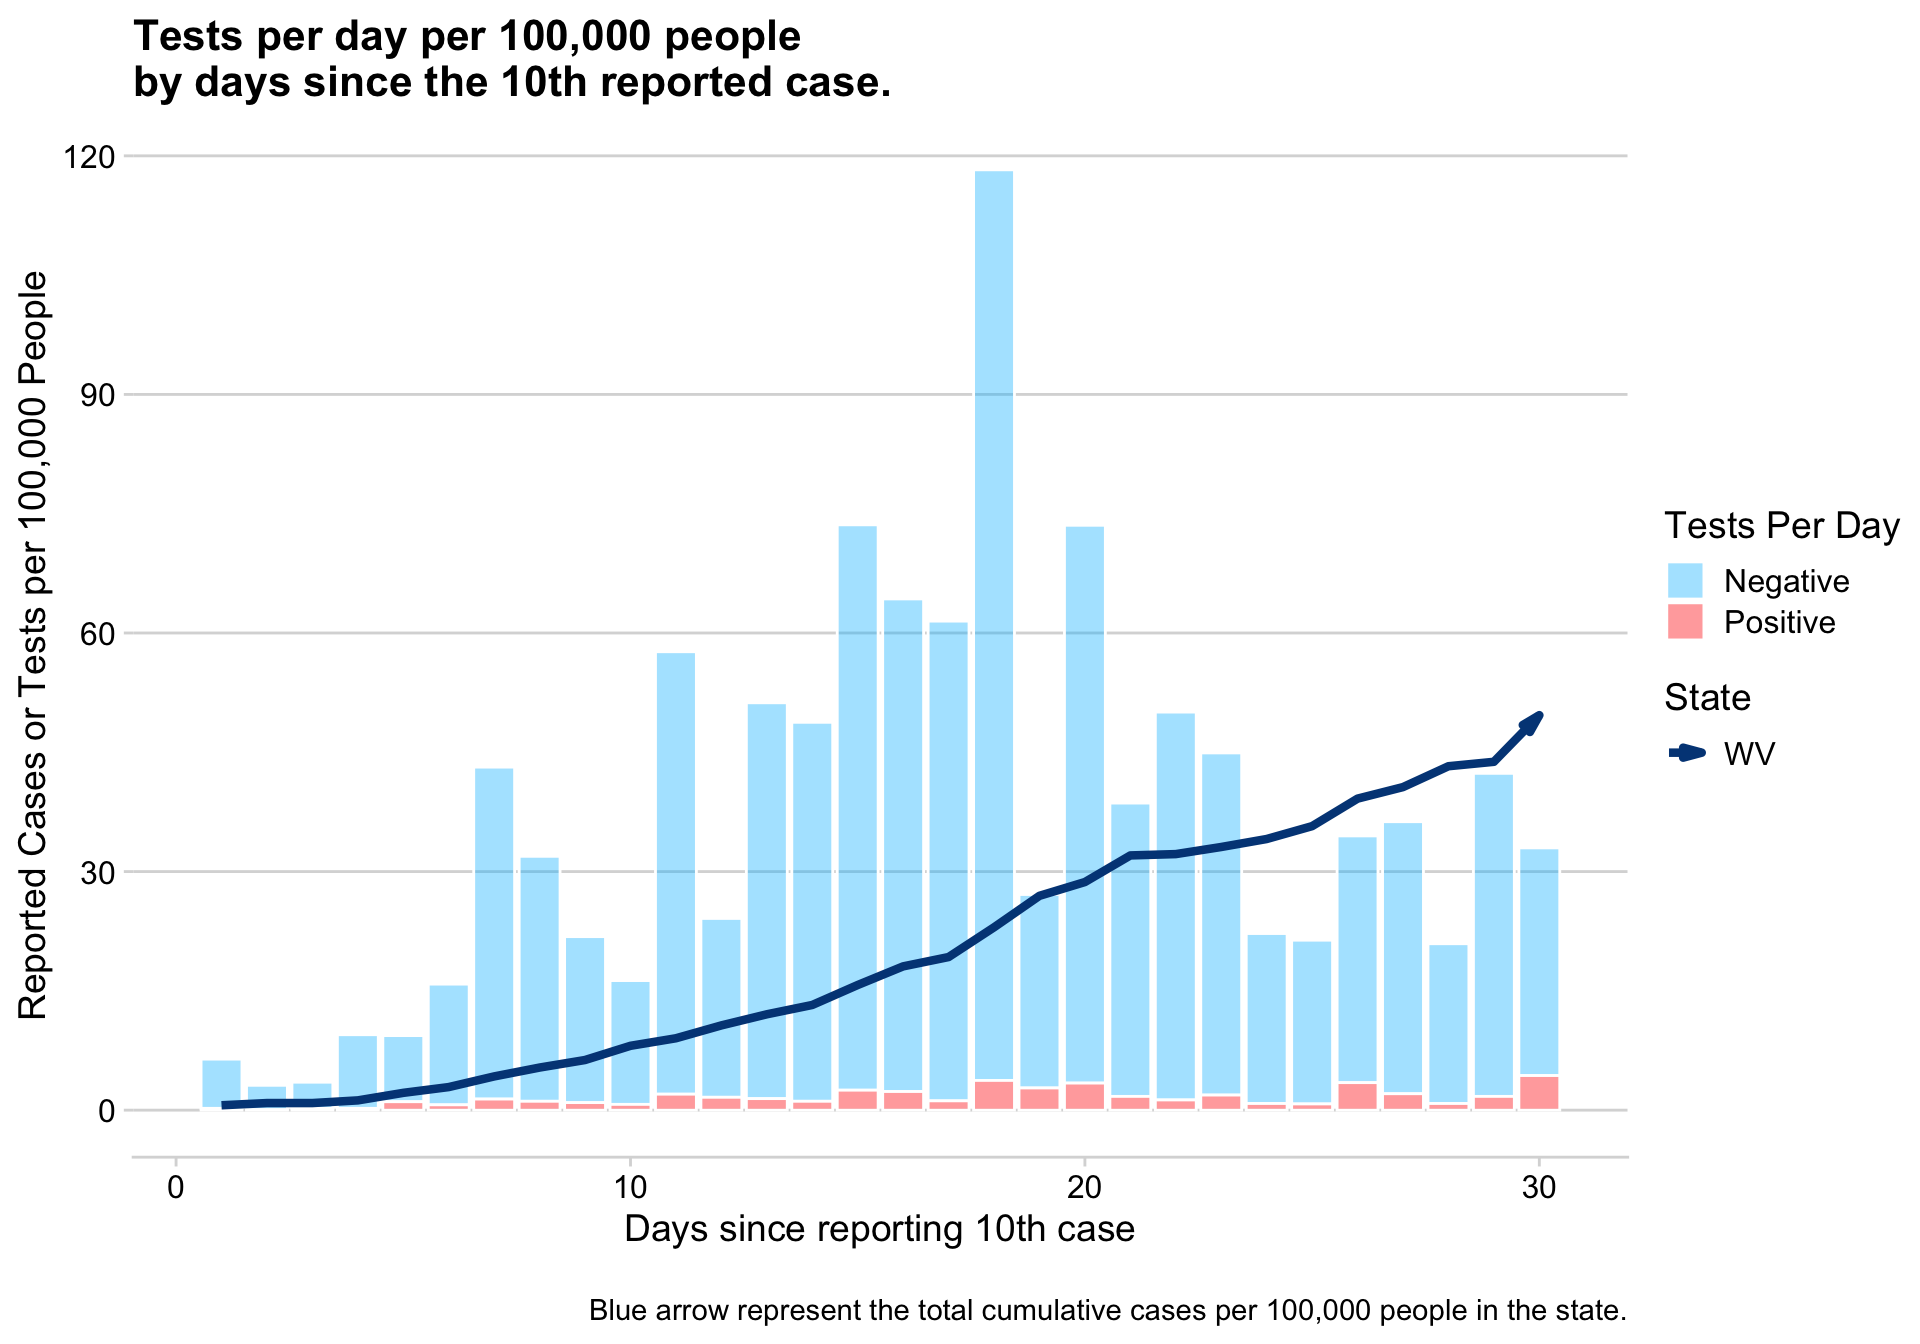 Tests per day per 100,000 people
by days since the 10th reported case.
Reported Cases or Tests per 100,000 People
120
90
60
30
0
0
10
20
30
Days since reporting 10th case
Tests Per Day
Negative
Positive
State
WV
Blue arrow represent the total cumulative cases per 100,000 people in the state.